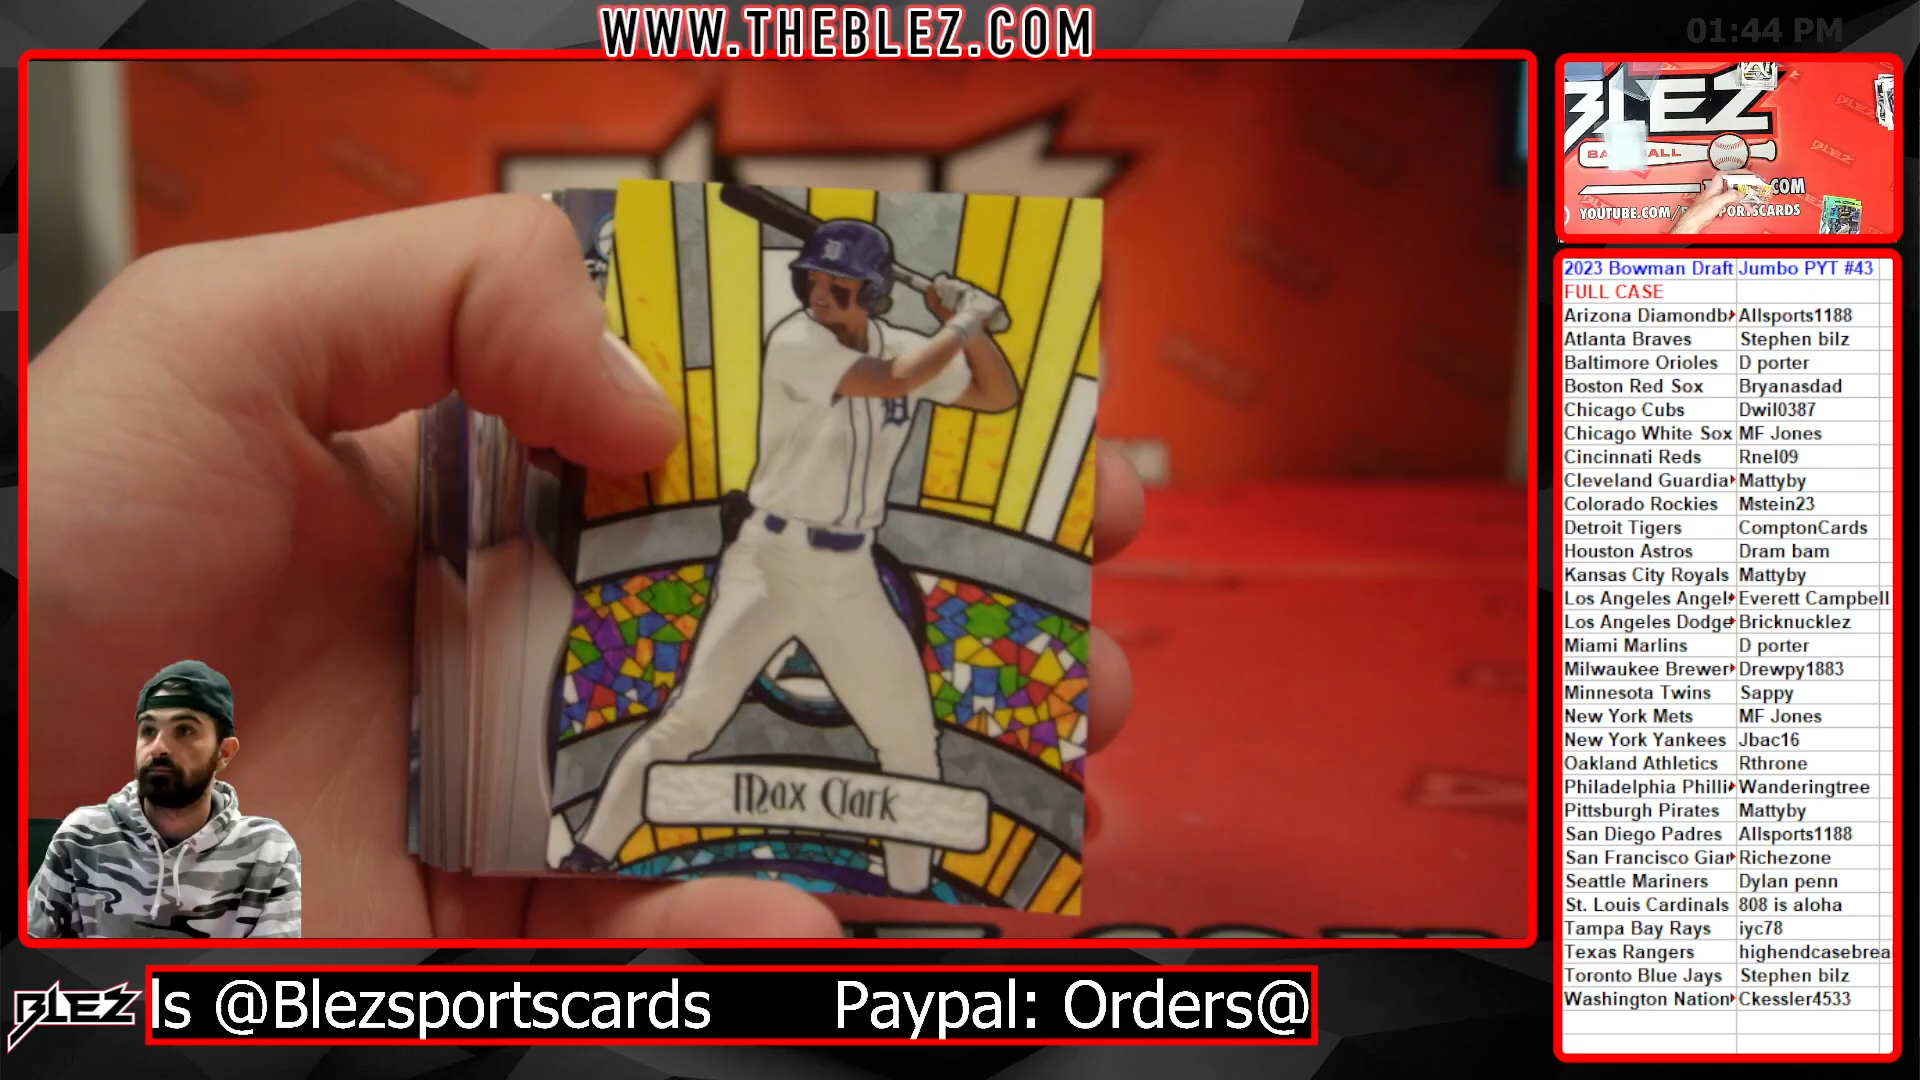 WWW.THEBLEZ.COM
01:44 PM
BLEZ
BASEBALL
.COM
YOUTUBE.COM/
Max Clark
2023 Bowman Draft Jumbo PYT #43
FULL CASE
Arizona Diamondb Allsports1188
Atlanta Braves Stephen bilz
Baltimore Orioles D porter
Boston Red Sox Bryanasdad
Chicago Cubs Dwil0387
Chicago White Sox MF Jones
Cincinnati Reds Rnel09
Cleveland Guardia Mattyby
Colorado Rockies Mstein23
Detroit Tigers ComptonCards
Houston Astros Dram bam
Kansas City Royals Mattyby
Los Angeles Angel Everett Campbell
Los Angeles Dodge Bricknucklez
Miami Marlins D porter
Milwaukee Brewer Drewpy1883
Minnesota Twins Sappy
New York Mets MF Jones
New York Yankees Jbac16
Oakland Athletics Rthrone
Philadelphia Philli Wanderingtree
Pittsburgh Pirates Mattyby
San Diego Padres Allsports1188
San Francisco Gian Richezone
Seattle Mariners Dylan penn
St. Louis Cardinals 808 is aloha
Tampa Bay Rays iyc78
Texas Rangers highendcasebrea
Toronto Blue Jays Stephen bilz
Washington Nation Ckessler4533
BLEZ
ls @Blezsportscards Paypal: Orders@